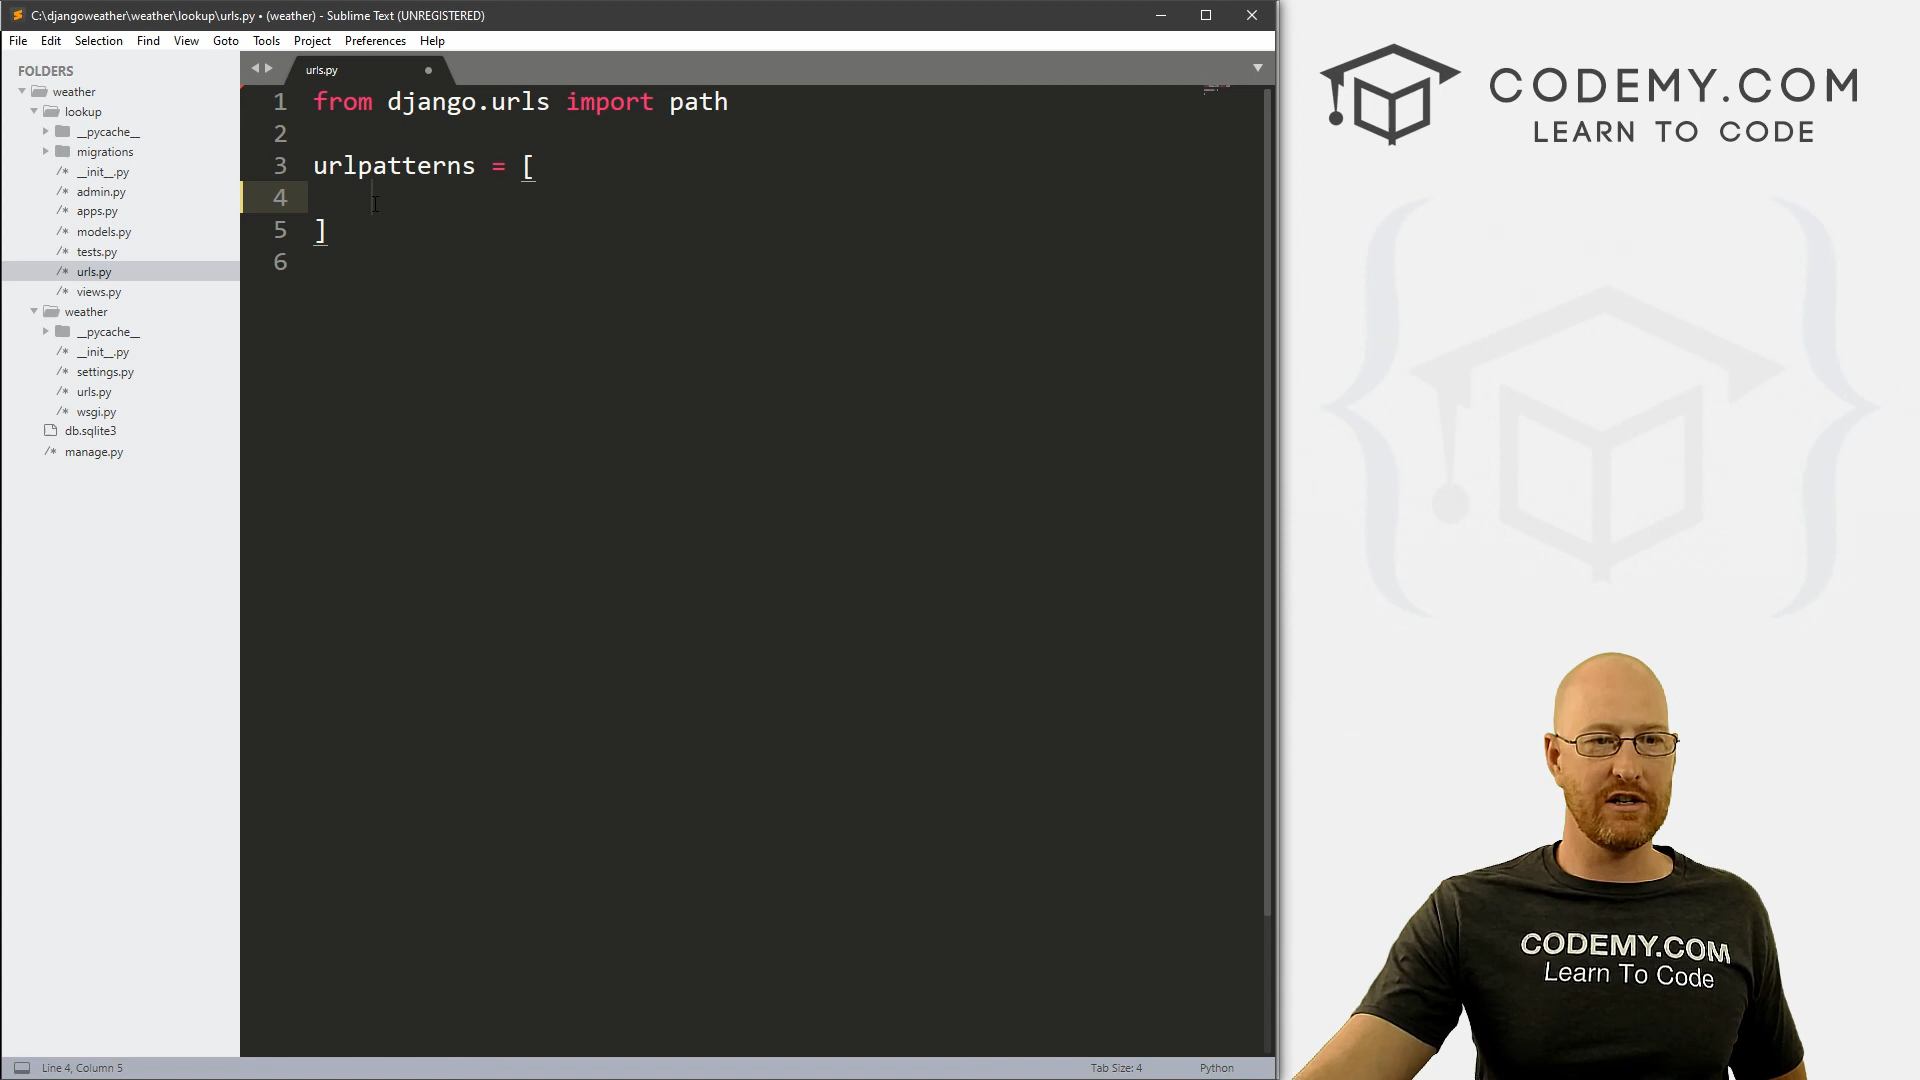 C:\djangoweather\weather\lookup\urls.py • (weather) - Sublime Text (UNREGISTERED)
File Edit Selection Find View Goto Tools Project Preferences Help
FOLDERS
weather
lookup
__pycache__
migrations
/* __init__.py
/* admin.py
/* apps.py
/* models.py
/* tests.py
/* urls.py
/* views.py
weather
__pycache__
/* __init__.py
/* settings.py
/* urls.py
/* wsgi.py
db.sqlite3
/* manage.py
urls.py
1 from django.urls import path
2
3 urlpatterns = [
4
5 ]
6
Line 4, Column 5
Tab Size: 4
Python
CODEMY.COM
LEARN TO CODE
CODEMY.COM
Learn To Code